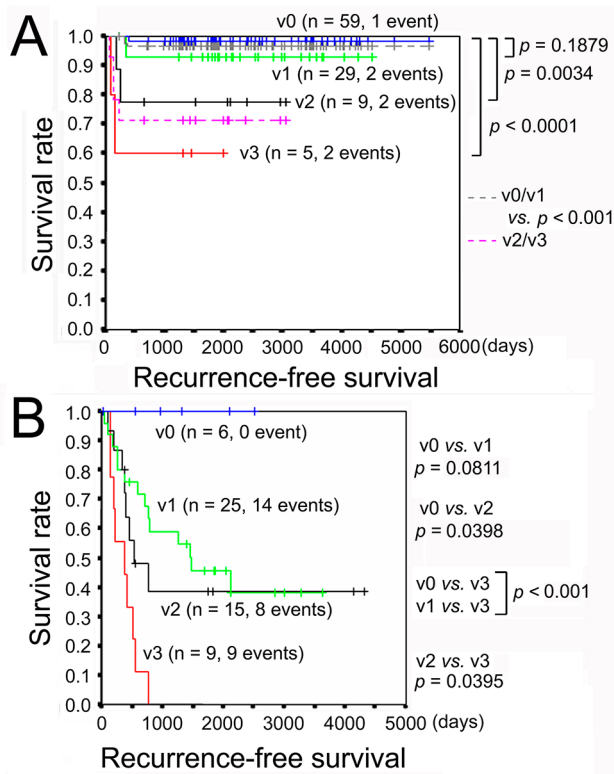 A
v0 (n = 59, 1 event)
1.0
0.9
0.8
0.7
0.6
0.5
0.4
0.3
0.2
0.1
0.0
Survival rate
v1 (n = 29, 2 events)
v2 (n = 9, 2 events)
v3 (n = 5, 2 events)
p = 0.1879
p = 0.0034
p < 0.0001
v0/v1
vs. p < 0.001
v2/v3
0 1000 2000 3000 4000 5000 6000 (days)
Recurrence-free survival
B
1.0
0.9
0.8
0.7
0.6
0.5
0.4
0.3
0.2
0.1
0.0
Survival rate
v0 (n = 6, 0 event)
v1 (n = 25, 14 events)
v2 (n = 15, 8 events)
v3 (n = 9, 9 events)
v0 vs. v1
p = 0.0811
v0 vs. v2
p = 0.0398
v0 vs. v3
v1 vs. v3
p < 0.001
v2 vs. v3
p = 0.0395
0 1000 2000 3000 4000 5000 (days)
Recurrence-free survival